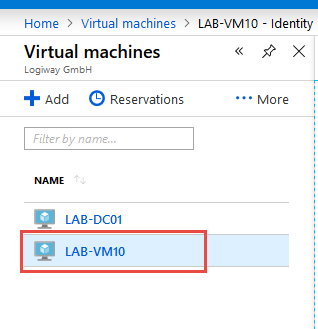 Home > Virtual machines > LAB-VM10 - Identity
Virtual machines
Logiway GmbH
Add Reservations More
Filter by name...
NAME
LAB-DC01
LAB-VM10